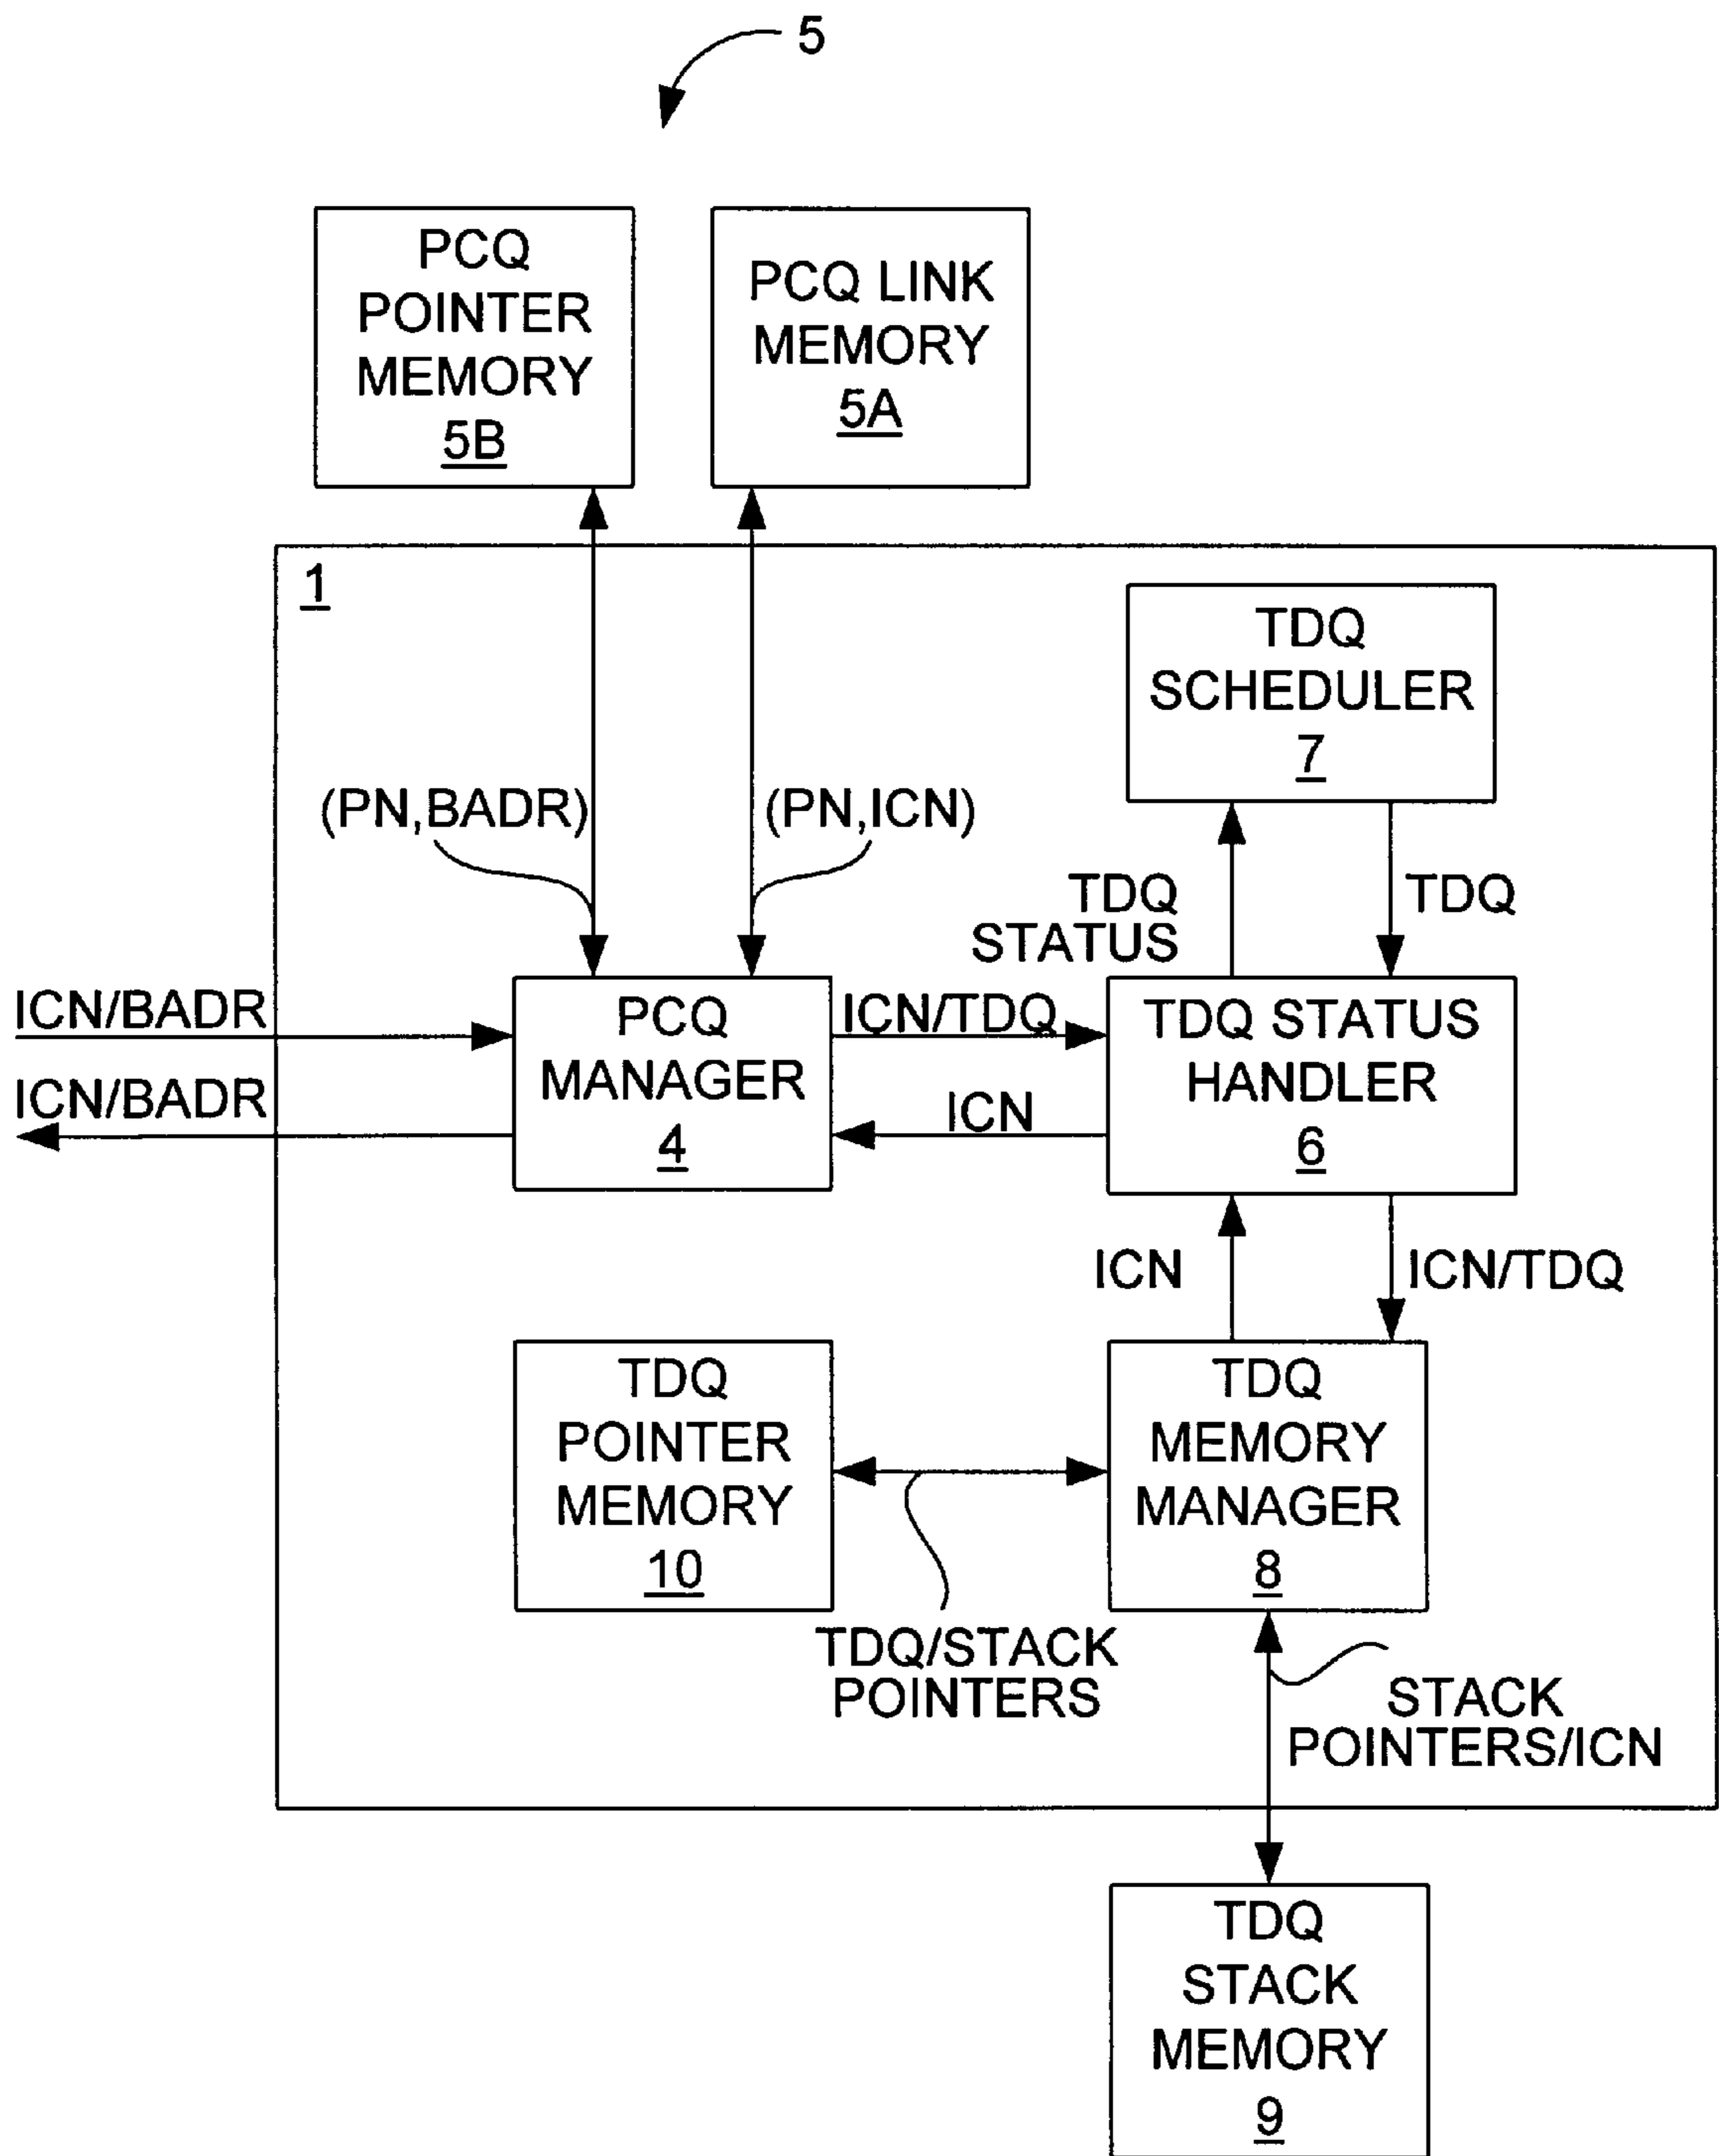 5
PCQ
POINTER
MEMORY
5B
PCQ LINK
MEMORY
5A
1
TDQ
SCHEDULER
7
(PN,BADR)
(PN,ICN)
TDQ
STATUS
TDQ
ICN/BADR
ICN/BADR
PCQ
MANAGER
4
ICN/TDQ
ICN
TDQ STATUS
HANDLER
6
ICN
ICN/TDQ
TDQ
POINTER
MEMORY
10
TDQ
MEMORY
MANAGER
8
TDQ/STACK
POINTERS
STACK
POINTERS/ICN
TDQ
STACK
MEMORY
9